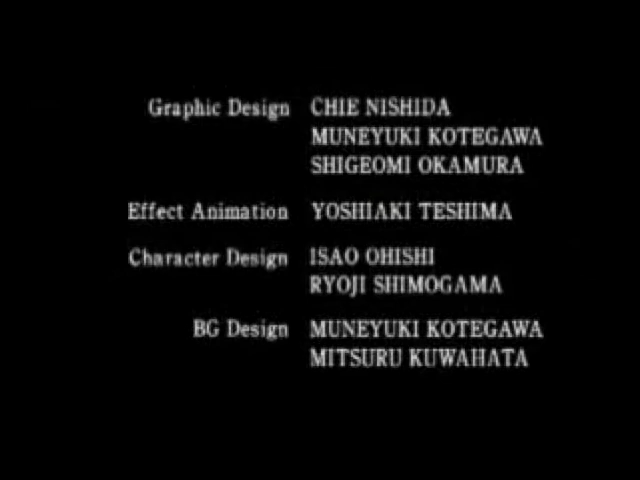 Graphic Design CHIE NISHIDA
MUNEYUKI KOTEGAWA
SHIGEOMI OKAMURA
Effect Animation YOSHIAKI TESHIMA
Character Design ISAO OHISHI
RYOJI SHIMOGAMA
BG Design MUNEYUKI KOTEGAWA
MITSURU KUWAHATA